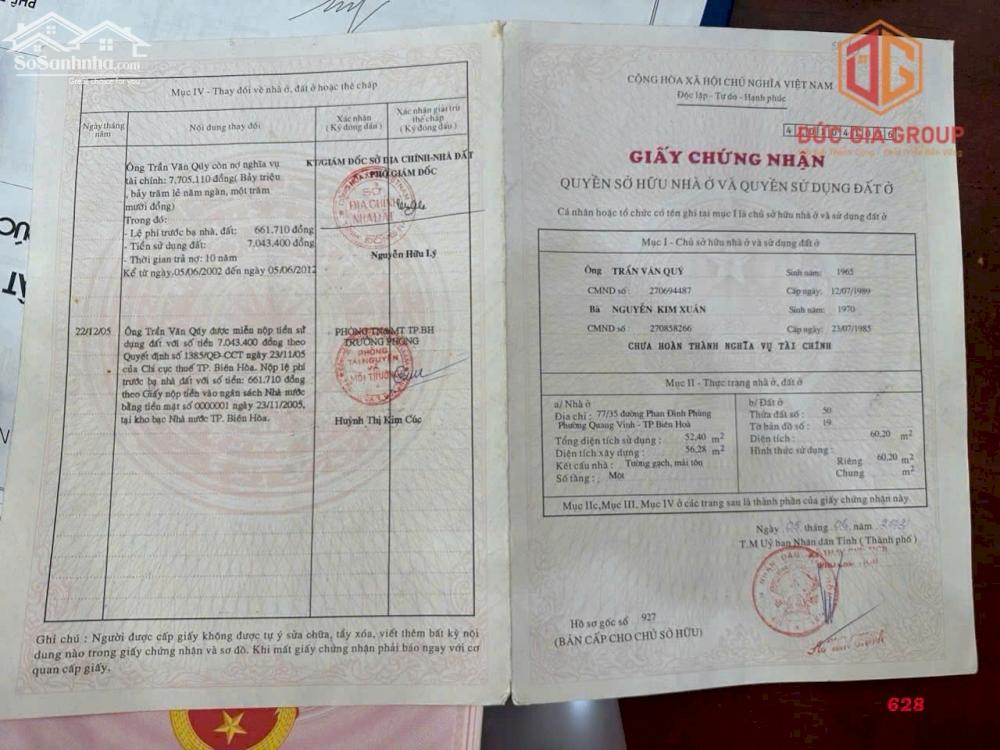 SoSanhnha.com
ĐỨC GIA GROUP
Mục IV - Thay đổi về nhà ở, đất ở hoặc thế chấp
Ngày tháng năm
Nội dung thay đổi
Xác nhận
( Ký đóng dấu)
Xác nhận giải trừ
thế chấp
( Ký đóng dấu)
Ông Trần Văn Qúy còn nợ nghĩa vụ
tài chính: 7,705.110 đồng( Bảy triệu
, bảy trăm lẻ năm ngàn, một trăm
mười đồng)
Trong đó:
- Lệ phí trước bạ nhà, đất: 661.710 đồng
- Tiền sử dụng đất: 7,043.400 đồng
- Thời gian trả nợ: 10 năm
Kể từ ngày,05/06/2002 đến ngày 05/06/2012
KT/GIÁM ĐỐC SỞ ĐỊA CHÍNH-NHÀ ĐẤT
PHÓ GIÁM ĐỐC
SỞ
ĐỊA CHÍNH
NHÀ ĐẤT
Nguyễn Hữu Lý
22/12/05
Ông Trần Văn Qúy được miễn nộp tiền sử
dụng đất với số tiền 7.043.400 đồng theo
Quyết định số 1385/QĐ-CCT ngày 23/11/05
của Chi cục thuế TP. Biên Hòa. Nộp lệ phí
trước bạ nhà đất với số tiền: 661.710 đồng
theo Giấy nộp tiền vào ngân sách Nhà nước
bằng tiền mặt số 0000001 ngày 23/11/2005,
tại kho bạc Nhà nước TP. Biên Hòa.
PHÒNG TN&MT TP.BH
TRƯỞNG PHÒNG
PHÒNG
TÀI NGUYÊN
VÀ
MÔI TRƯỜNG
Huỳnh Thị Kim Cúc
Ghi chú : Người được cấp giấy không được tự ý sửa chữa, tẩy xóa, viết thêm bất kỳ nội
dung nào trong giấy chứng nhận và sơ đồ. Khi mất giấy chứng nhận phải báo ngay với cơ
quan cấp giấy.
CỘNG HÒA XÃ HỘI CHỦ NGHĨA VIỆT NAM
Độc lập - Tự do - Hạnh phúc
GIẤY CHỨNG NHẬN
QUYỀN SỞ HỮU NHÀ Ở VÀ QUYỀN SỬ DỤNG ĐẤT Ở
Cá nhân hoặc tổ chức có tên ghi tại mục I là chủ sở hữu nhà ở và sử dụng đất ở
Mục I - Chủ sở hữu nhà ở và sử dụng đất ở
Ông TRẦN VĂN QUÝ Sinh năm: 1965
CMND số : 270694487 Cấp ngày: 12/07/1989
Bà NGUYỄN KIM XUÂN Sinh năm: 1970
CMND số : 270858266 Cấp ngày: 23/07/1985
CHƯA HOÀN THÀNH NGHĨA VỤ TÀI CHÍNH
Mục II - Thực trạng nhà ở, đất ở
a/ Nhà ở
Địa chỉ : 77/35 đường Phan Đình Phùng
Phường Quang Vinh - TP Biên Hoà
Tổng diện tích sử dụng : 52,40 m²
Diện tích xây dựng : 56,28 m²
Kết cấu nhà : Tường gạch, mái tôn
Số tầng : Một
b/ Đất ở
Thửa đất số: 50
Tờ bản đồ số: 19
Diện tích : 60,20 m²
Hình thức sử dụng :
Riêng 60,20 m²
Chung m²
Mục IIc,Mục III, Mục IV ở các trang sau là thành phần của giấy chứng nhận này
Ngày 05 tháng 06 năm 2002
T.M Uỷ ban Nhân dân Tỉnh ( Thành phố )
Hồ sơ gốc số 927
(BẢN CẤP CHO CHỦ SỞ HỮU)
628